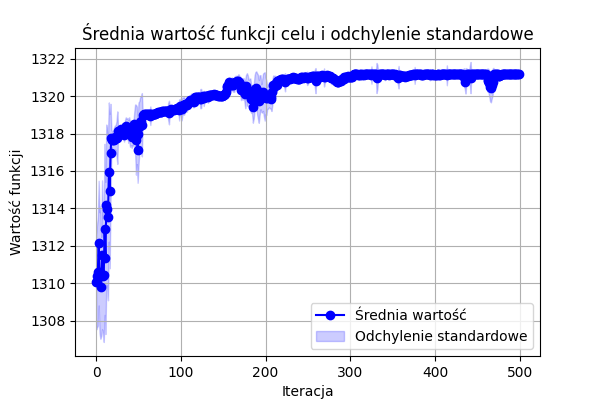 Średnia wartość funkcji celu i odchylenie standardowe
Wartość funkcji
1322
1320
1318
1316
1314
1312
1310
1308
0 100 200 300 400 500
Iteracja
Średnia wartość
Odchylenie standardowe